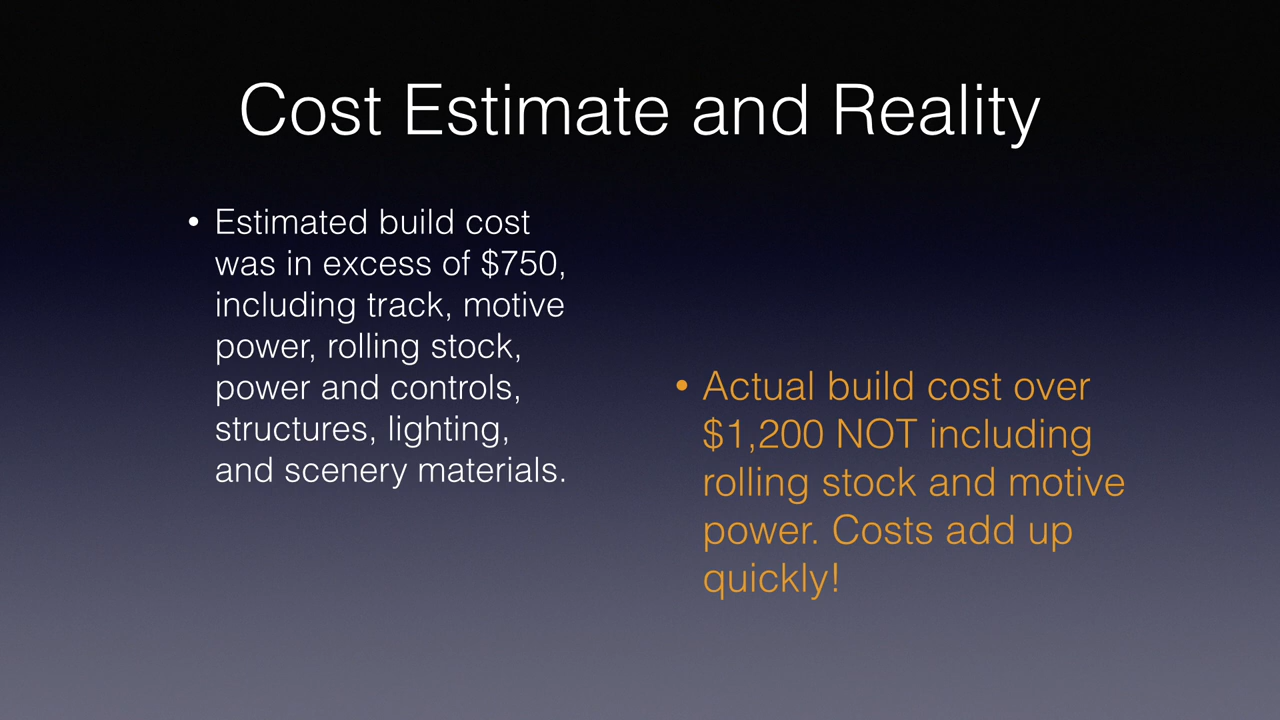 Cost Estimate and Reality
• Estimated build cost
was in excess of $750,
including track, motive
power, rolling stock,
power and controls,
structures, lighting,
and scenery materials.
• Actual build cost over
$1,200 NOT including
rolling stock and motive
power. Costs add up
quickly!